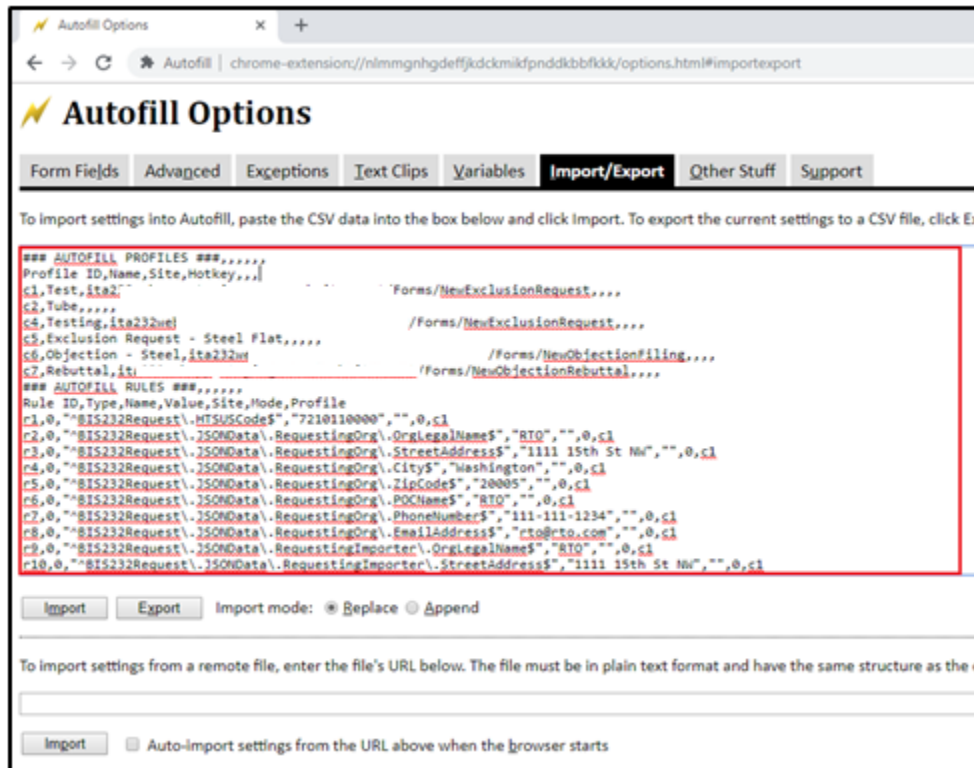 Autofill Options
Autofill | chrome-extension://nlmmgnhgdeffjkdckmikfpnddkbbfkkk/options.html#importexport
Autofill Options
Form Fields Advanced Exceptions Text Clips Variables Import/Export Other Stuff Support
To import settings into Autofill, paste the CSV data into the box below and click Import. To export the current settings to a CSV file, click
### AUTOFILL PROFILES ###,,,,,,
Profile ID,Name,Site,Hotkey,,,
c1,Test,ita2 /Forms/NewExclusionRequest,,,,
c2,Tube,,,,,
c4,Testing,ita232web /Forms/NewExclusionRequest,,,,
c5,Exclusion Request - Steel Flat,,,,,
c6,Objection - Steel,ita232we /Forms/NewObjectionFiling,,,,
c7,Rebuttal, /Forms/NewObjectionRebuttal,,,,
### AUTOFILL RULES ###,,,,,,
Rule ID,Type,Name,Value,Site,Mode,Profile
r1,0,"^BIS232Request\.HTSUSCode$","7210110000","",0,c1
r2,0,"^BIS232Request\.JSONData\.RequestingOrg\.OrgLegalName$","RTO","",0,c1
r3,0,"^BIS232Request\.JSONData\.RequestingOrg\.StreetAddress$","1111 15th St NW","",0,c1
r4,0,"^BIS232Request\.JSONData\.RequestingOrg\.City$","Washington","",0,c1
r5,0,"^BIS232Request\.JSONData\.RequestingOrg\.ZipCode$","20005","",0,c1
r6,0,"^BIS232Request\.JSONData\.RequestingOrg\.POCName$","RTO","",0,c1
r7,0,"^BIS232Request\.JSONData\.RequestingOrg\.PhoneNumber$","111-111-1234","",0,c1
r8,0,"^BIS232Request\.JSONData\.RequestingOrg\.EmailAddress$","rto@rto.com","",0,c1
r9,0,"^BIS232Request\.JSONData\.RequestingImporter\.OrgLegalName$","RTO","",0,c1
r10,0,"^BIS232Request\.JSONData\.RequestingImporter\.StreetAddress$","1111 15th St NW","",0,c1
Import Export Import mode: Replace Append
To import settings from a remote file, enter the file's URL below. The file must be in plain text format and have the same structure as the
Import Auto-import settings from the URL above when the browser starts